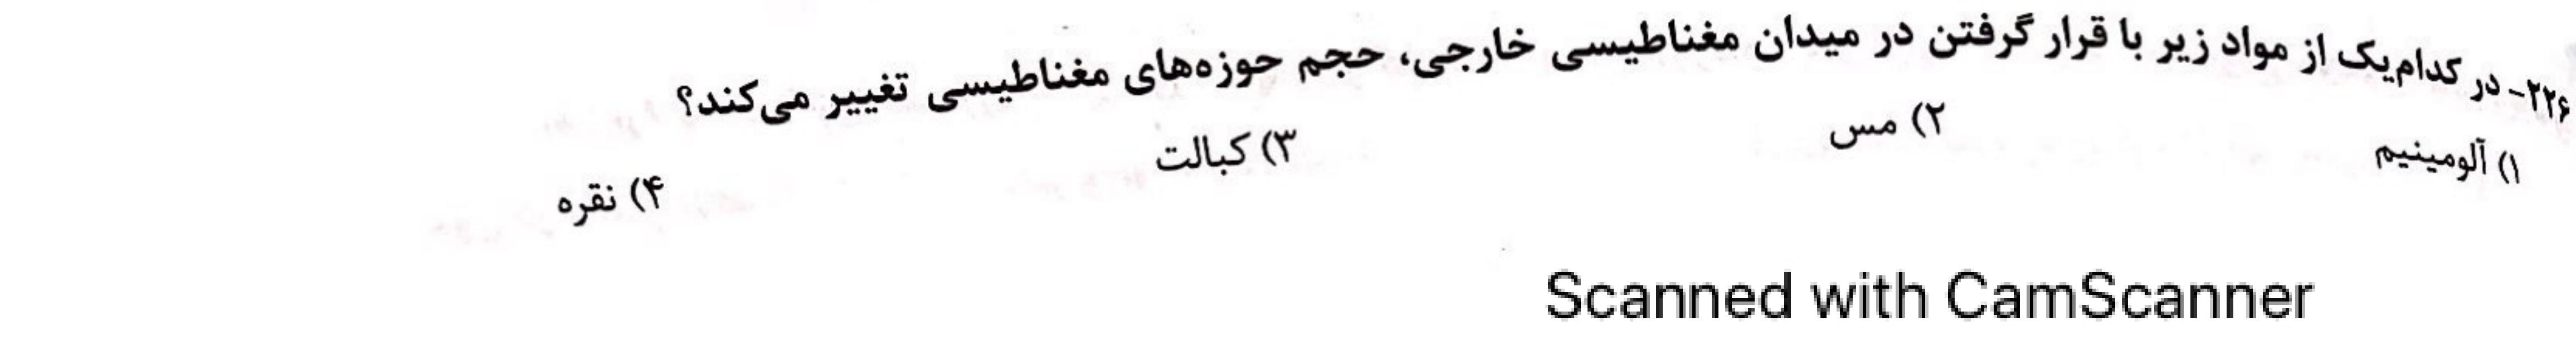 ۲۲۶- در کدام‌یک از مواد زیر با قرار گرفتن در میدان مغناطیسی خارجی، حجم حوزه‌های مغناطیسی تغییر می‌کند؟
۱) آلومینیم ۲) مس ۳) کبالت ۴) نقره
Scanned with CamScanner